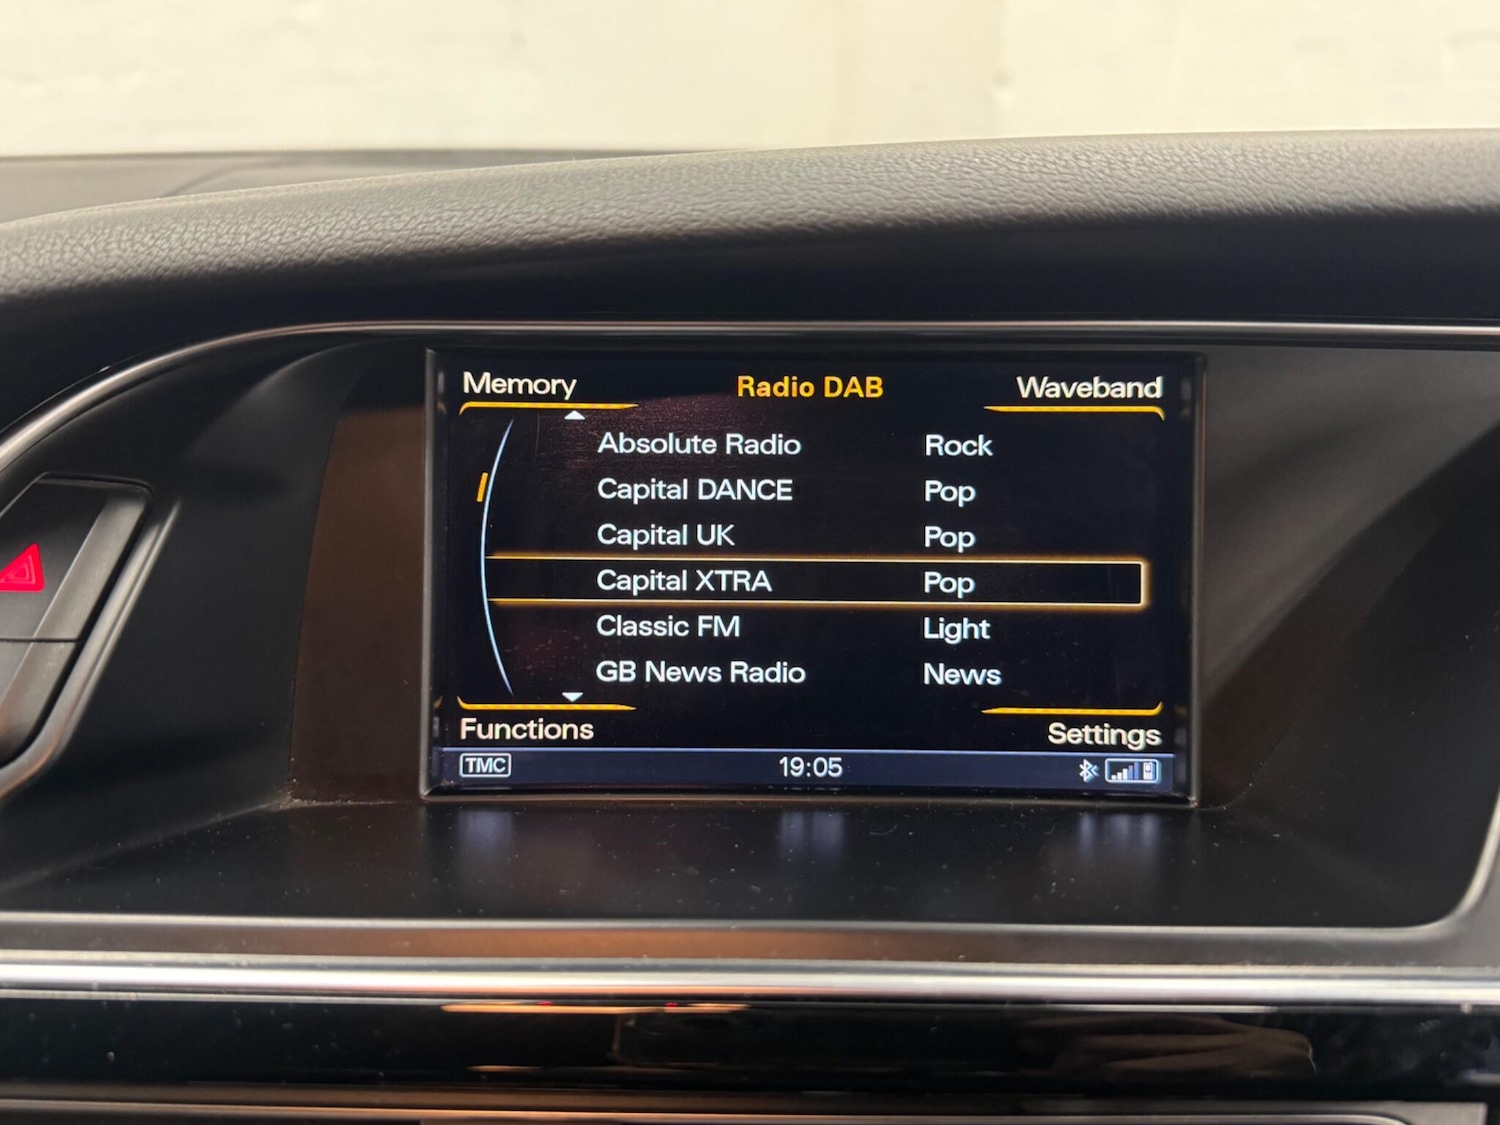 Memory Radio DAB Waveband
Absolute Radio Rock
Capital DANCE Pop
Capital UK Pop
Capital XTRA Pop
Classic FM Light
GB News Radio News
Functions Settings
TMC 19:05